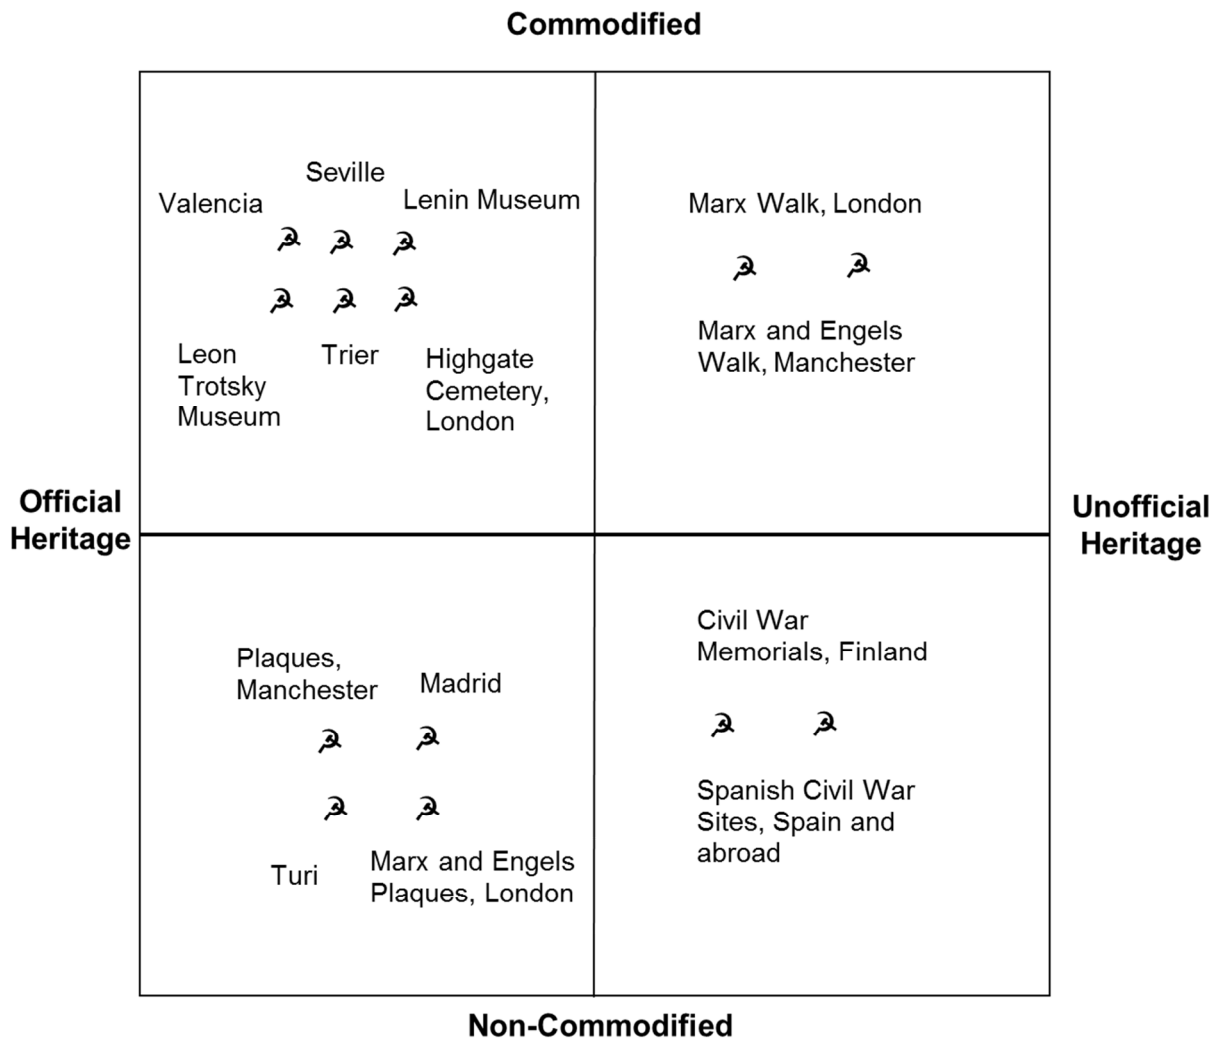 Commodified
Seville
Valencia
Lenin Museum
Leon
Trotsky
Museum
Trier
Highgate
Cemetery,
London
Marx Walk, London
Marx and Engels
Walk, Manchester
Official
Heritage
Unofficial
Heritage
Plaques,
Manchester
Madrid
Turi
Marx and Engels
Plaques, London
Civil War
Memorials, Finland
Spanish Civil War
Sites, Spain and
abroad
Non-Commodified